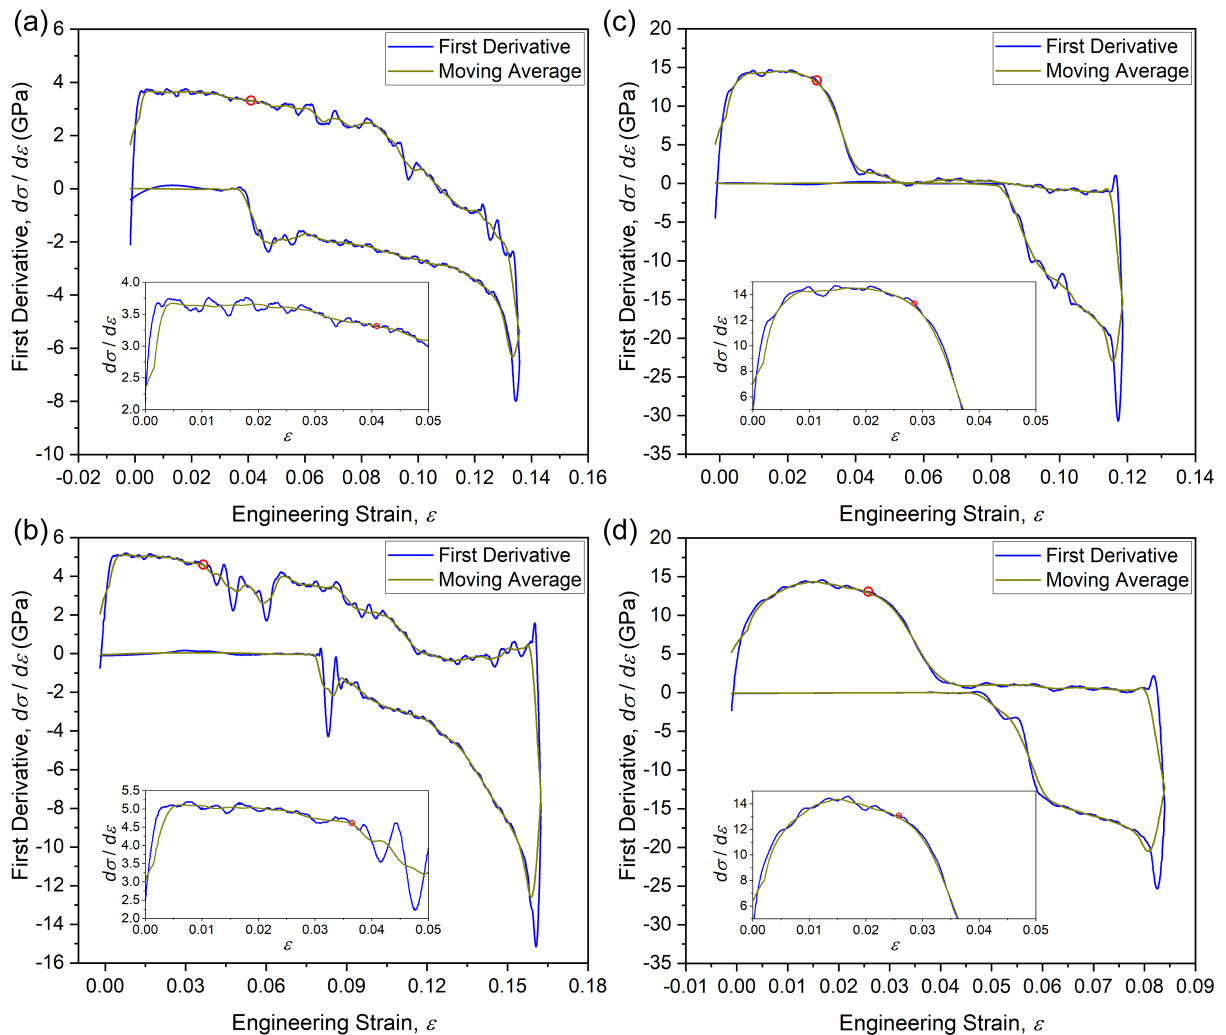 (a)
First Derivative
Moving Average
First Derivative, dσ / dε (GPa)
6
4
2
0
-2
-4
-6
-8
-10
-0.02 0.00 0.02 0.04 0.06 0.08 0.10 0.12 0.14 0.16
Engineering Strain, ε
dσ / dε
4.0
3.5
3.0
2.5
2.0
0.00 0.01 0.02 0.03 0.04 0.05
ε
(c)
First Derivative
Moving Average
First Derivative, dσ / dε (GPa)
20
15
10
5
0
-5
-10
-15
-20
-25
-30
-35
0.00 0.02 0.04 0.06 0.08 0.10 0.12 0.14
Engineering Strain, ε
dσ / dε
14
12
10
8
6
0.00 0.01 0.02 0.03 0.04 0.05
ε
(b)
First Derivative
Moving Average
First Derivative, dσ / dε (GPa)
6
4
2
0
-2
-4
-6
-8
-10
-12
-14
-16
0.00 0.03 0.06 0.09 0.12 0.15 0.18
Engineering Strain, ε
dσ / dε
5.5
5.0
4.5
4.0
3.5
3.0
2.5
2.0
0.00 0.01 0.02 0.03 0.04 0.05
ε
(d)
First Derivative
Moving Average
First Derivative, dσ / dε (GPa)
20
15
10
5
0
-5
-10
-15
-20
-25
-30
-35
-0.01 0.00 0.01 0.02 0.03 0.04 0.05 0.06 0.07 0.08 0.09
Engineering Strain, ε
dσ / dε
14
12
10
8
6
0.00 0.01 0.02 0.03 0.04 0.05
ε